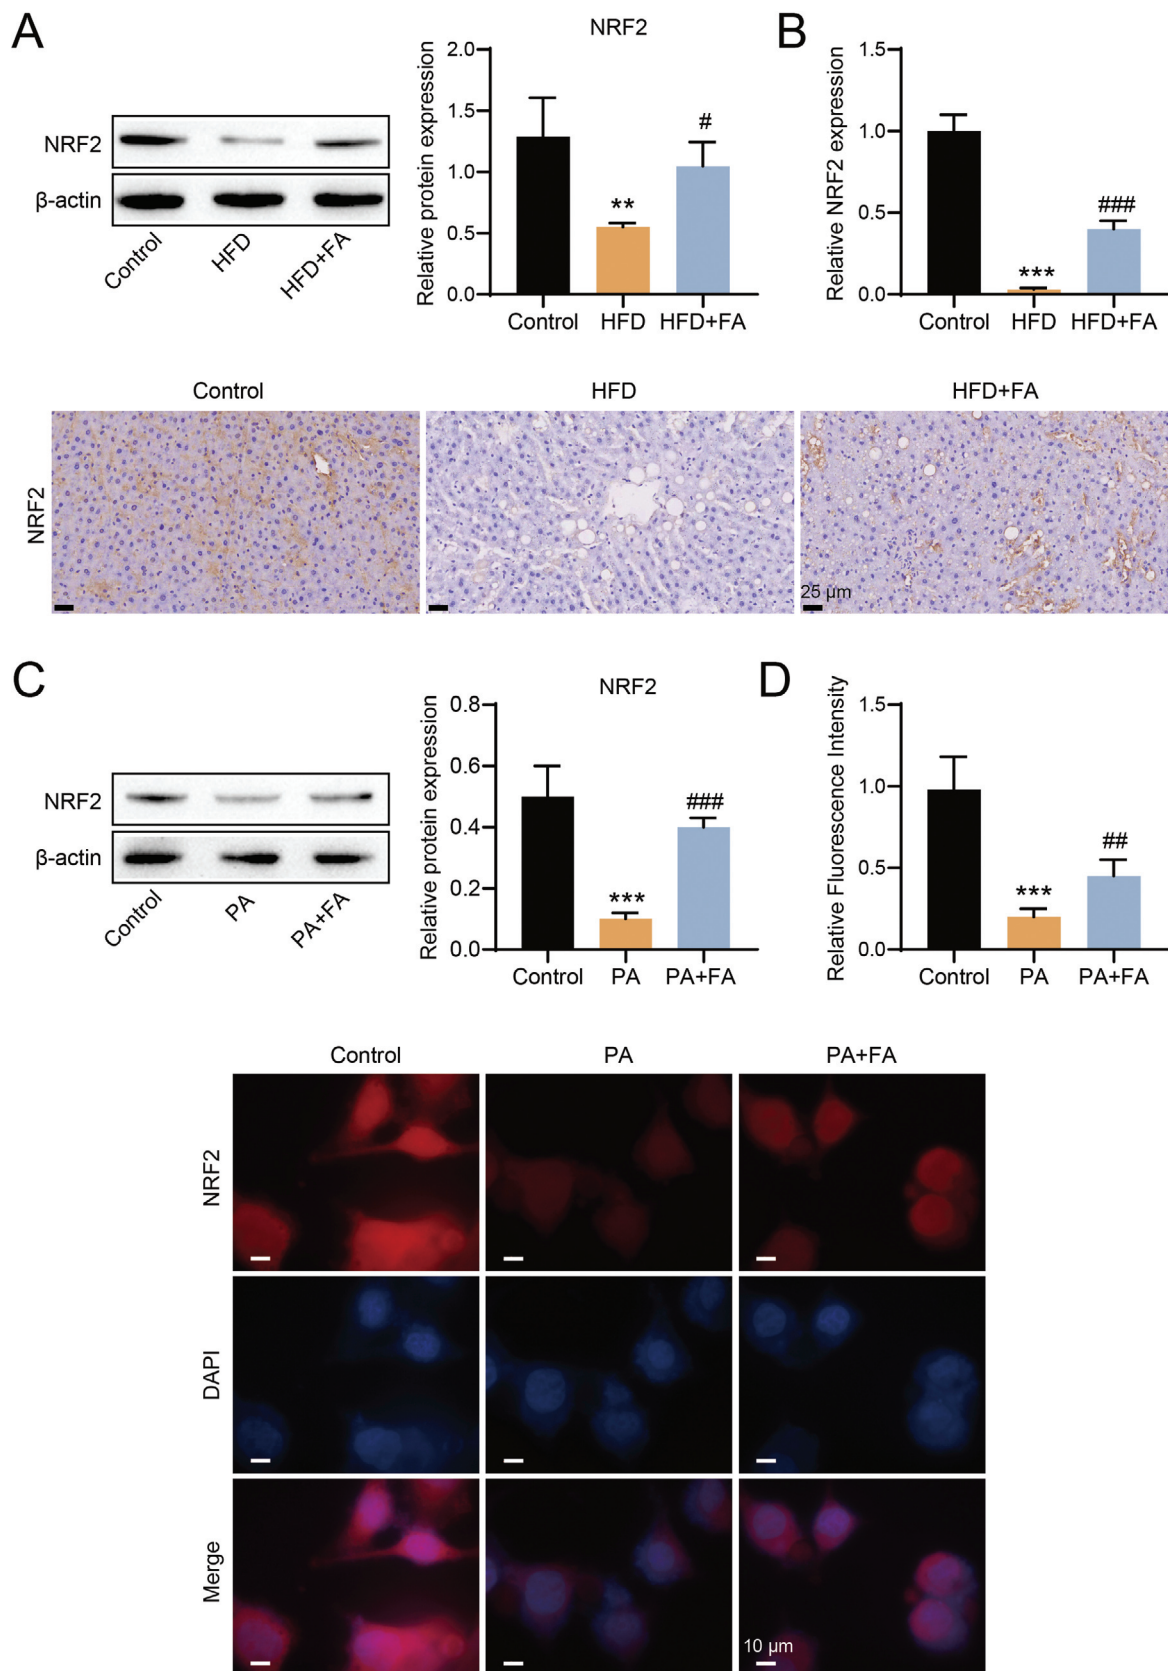 A
NRF2
β-actin
Control
HFD
HFD+FA
NRF2
Relative protein expression
2.0
1.5
1.0
0.5
0.0
**
#
Control HFD HFD+FA
B
Relative NRF2 expression
1.5
1.0
0.5
0.0
***
###
Control HFD HFD+FA
Control HFD HFD+FA
NRF2
25 μm
C
NRF2
β-actin
Control
PA
PA+FA
NRF2
Relative protein expression
0.8
0.6
0.4
0.2
0.0
***
###
Control PA PA+FA
D
Relative Fluorescence Intensity
1.5
1.0
0.5
0.0
***
##
Control PA PA+FA
Control PA PA+FA
NRF2
DAPI
Merge
10 μm